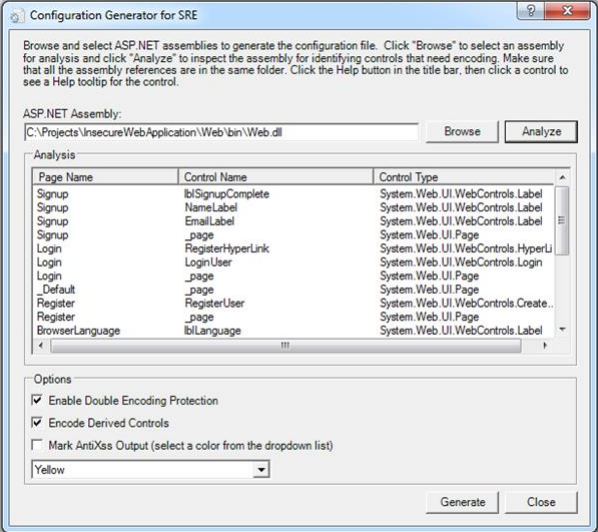 Configuration Generator for SRE
Browse and select ASP.NET assemblies to generate the configuration file. Click "Browse" to select an assembly
for analysis and click "Analyze" to inspect the assembly for identifying controls that need encoding. Make sure
that all the assembly references are in the same folder. Click the Help button in the title bar, then click a control to
see a Help tooltip for the control.
ASP.NET Assembly:
C:\Projects\InsecureWebApplication\Web\bin\Web.dll Browse Analyze
Analysis
Page Name Control Name Control Type
Signup lblSignupComplete System.Web.UI.WebControls.Label
Signup NameLabel System.Web.UI.WebControls.Label
Signup EmailLabel System.Web.UI.WebControls.Label
Signup _page System.Web.UI.Page
Login RegisterHyperLink System.Web.UI.WebControls.HyperLi
Login LoginUser System.Web.UI.WebControls.Login
Login _page System.Web.UI.Page
_Default _page System.Web.UI.Page
Register RegisterUser System.Web.UI.WebControls.Create..
Register _page System.Web.UI.Page
BrowserLanguage lblLanguage System.Web.UI.WebControls.Label
Options
Enable Double Encoding Protection
Encode Derived Controls
Mark AntiXss Output (select a color from the dropdown list)
Yellow
Generate Close